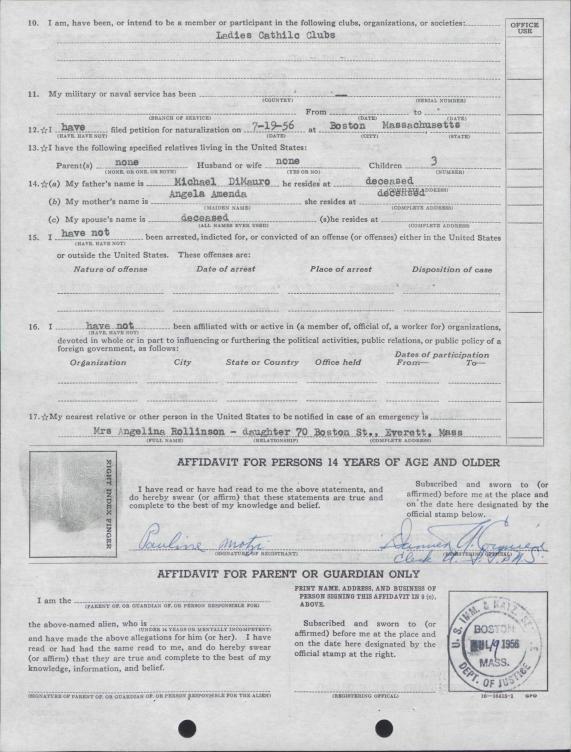 10. I am, have been, or intend to be a member or participant in the following clubs, organizations, or societies:
OFFICE USE
Ladies Cathilc Clubs
11. My military or naval service has been —
(COUNTRY) (SERIAL NUMBER)
From to
(BRANCH OF SERVICE) (DATE) (DATE)
12.☆I have filed petition for naturalization on 7-19-56 at Boston Massachusetts
(HAVE, HAVE NOT) (DATE) (CITY) (STATE)
13.☆I have the following specified relatives living in the United States:
Parent(s) none Husband or wife none Children 3
(NONE, OR ONE, OR BOTH) (YES OR NO) (NUMBER)
14.☆(a) My father's name is Michael DiMauro he resides at deceased
(COMPLETE ADDRESS)
(b) My mother's name is Angela Amenda she resides at deceased
(MAIDEN NAME) (COMPLETE ADDRESS)
(c) My spouse's name is deceased (s)he resides at
(ALL NAMES EVER USED) (COMPLETE ADDRESS)
15. I have not been arrested, indicted for, or convicted of an offense (or offenses) either in the United States
(HAVE, HAVE NOT)
or outside the United States. These offenses are:
Nature of offense Date of arrest Place of arrest Disposition of case
16. I have not been affiliated with or active in (a member of, official of, a worker for) organizations,
(HAVE, HAVE NOT)
devoted in whole or in part to influencing or furthering the political activities, public relations, or public policy of a
foreign government, as follows:
Dates of participation
Organization City State or Country Office held From— To—
17.☆My nearest relative or other person in the United States to be notified in case of an emergency is
Mrs Angelina Rollinson - daughter 70 Boston St., Everett, Mass
(FULL NAME) (RELATIONSHIP) (COMPLETE ADDRESS)
RIGHT INDEX FINGER
AFFIDAVIT FOR PERSONS 14 YEARS OF AGE AND OLDER
I have read or have had read to me the above statements, and
do hereby swear (or affirm) that these statements are true and
complete to the best of my knowledge and belief.
Subscribed and sworn to (or
affirmed) before me at the place and
on the date here designated by the
official stamp below.
Pauline
(SIGNATURE OF REGISTRANT)
(REGISTERING OFFICIAL)
AFFIDAVIT FOR PARENT OR GUARDIAN ONLY
I am the
(PARENT OF, OR GUARDIAN OF, OR PERSON RESPONSIBLE FOR)
the above-named alien, who is
(UNDER 14 YEARS OR MENTALLY INCOMPETENT)
and have made the above allegations for him (or her). I have
read or had had the same read to me, and do hereby swear
(or affirm) that they are true and complete to the best of my
knowledge, information, and belief.
(SIGNATURE OF PARENT OF, OR GUARDIAN OF, OR PERSON RESPONSIBLE FOR THE ALIEN)
PRINT NAME, ADDRESS, AND BUSINESS OF
PERSON SIGNING THIS AFFIDAVIT IN 9 (c),
ABOVE.
Subscribed and sworn to (or
affirmed) before me at the place and
on the date here designated by the
official stamp at the right.
(REGISTERING OFFICAL)
U. S. IMM. & NATZ.
BOSTON
JUL 19 1956
MASS.
DEPT. OF JUSTICE
GPO